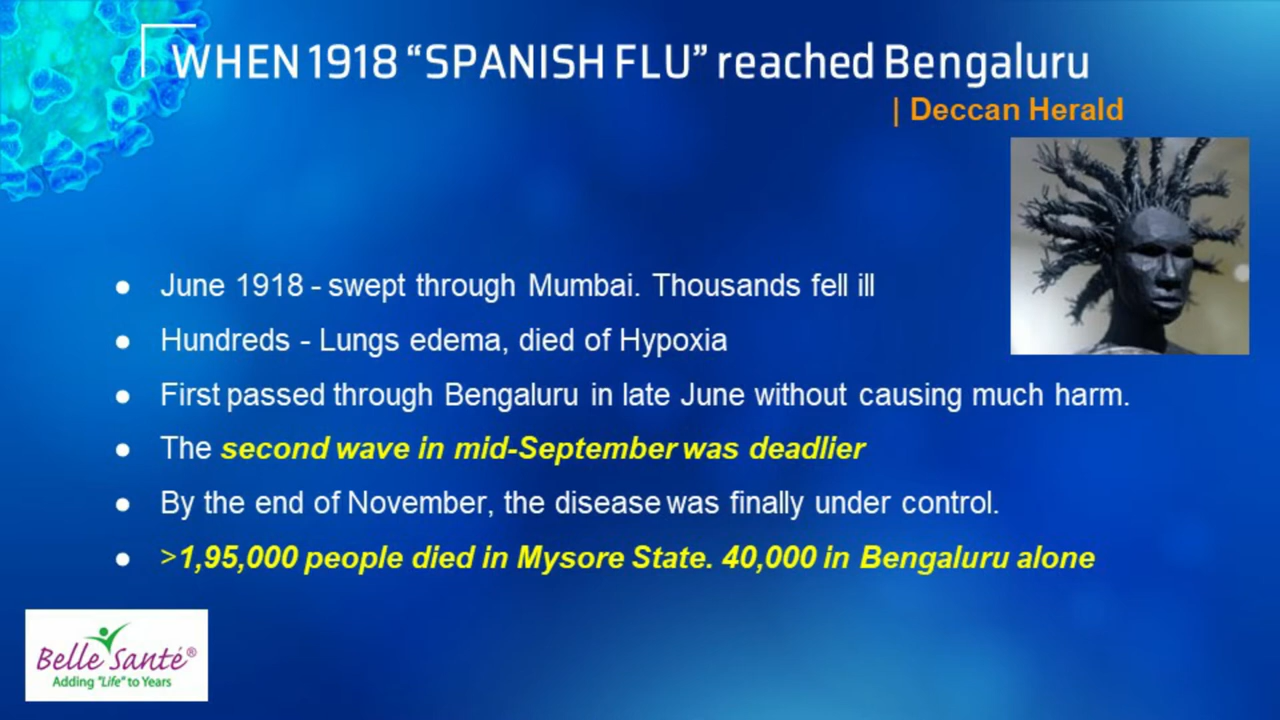 WHEN 1918 “SPANISH FLU” reached Bengaluru
| Deccan Herald
● June 1918 - swept through Mumbai. Thousands fell ill
● Hundreds - Lungs edema, died of Hypoxia
● First passed through Bengaluru in late June without causing much harm.
● The second wave in mid-September was deadlier
● By the end of November, the disease was finally under control.
● >1,95,000 people died in Mysore State. 40,000 in Bengaluru alone
Belle Santé®
Adding "Life" to Years